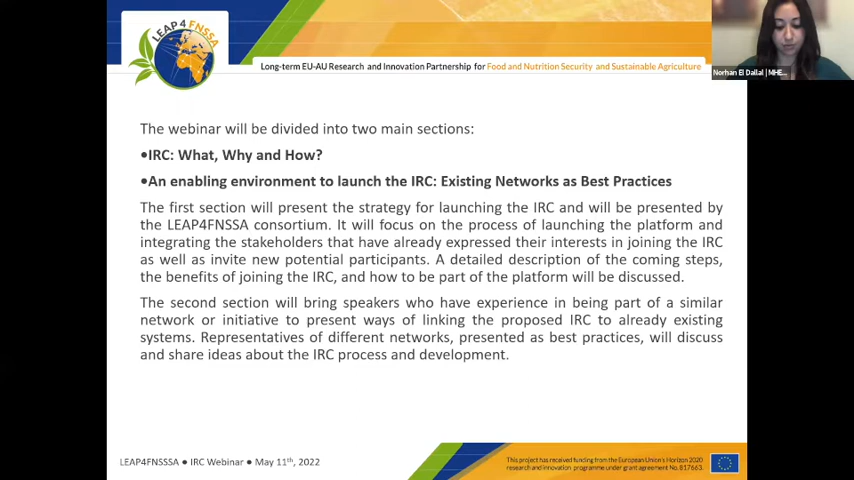 LEAP 4 FNSSA
Long-term EU-AU Research and Innovation Partnership for Food and Nutrition Security and Sustainable Agriculture
Norhan El Dallal | MHE...
The webinar will be divided into two main sections:
•IRC: What, Why and How?
•An enabling environment to launch the IRC: Existing Networks as Best Practices
The first section will present the strategy for launching the IRC and will be presented by
the LEAP4FNSSA consortium. It will focus on the process of launching the platform and
integrating the stakeholders that have already expressed their interests in joining the IRC
as well as invite new potential participants. A detailed description of the coming steps,
the benefits of joining the IRC, and how to be part of the platform will be discussed.
The second section will bring speakers who have experience in being part of a similar
network or initiative to present ways of linking the proposed IRC to already existing
systems. Representatives of different networks, presented as best practices, will discuss
and share ideas about the IRC process and development.
LEAP4FNSSSA ● IRC Webinar ● May 11th, 2022
This project has received funding from the European Union's Horizon 2020
research and innovation programme under grant agreement No. 817663.